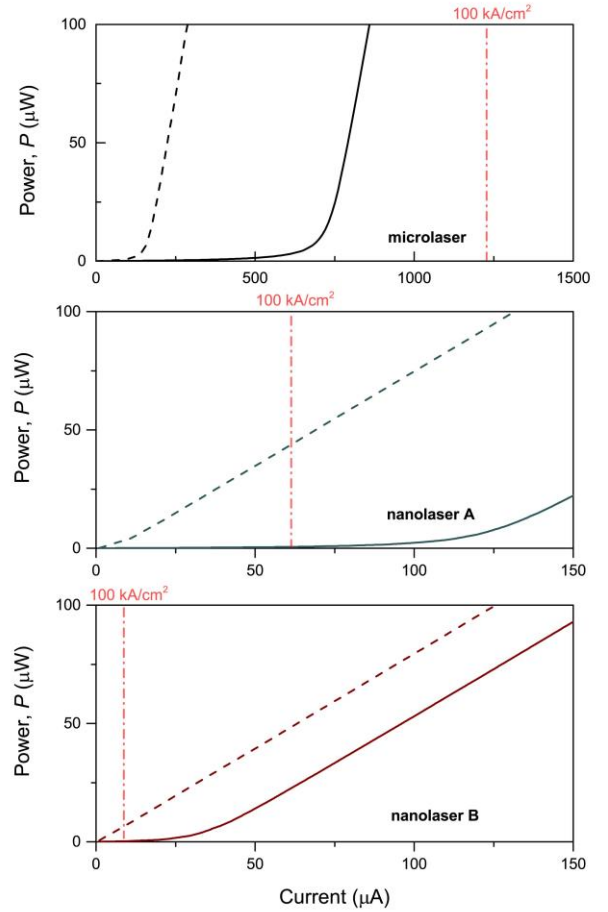 100 kA/cm²
100
50
0
Power, P (μW)
microlaser
0 500 1000 1500
100 kA/cm²
100
50
0
Power, P (μW)
nanolaser A
0 50 100 150
100 kA/cm²
100
50
0
Power, P (μW)
nanolaser B
0 50 100 150
Current (μA)